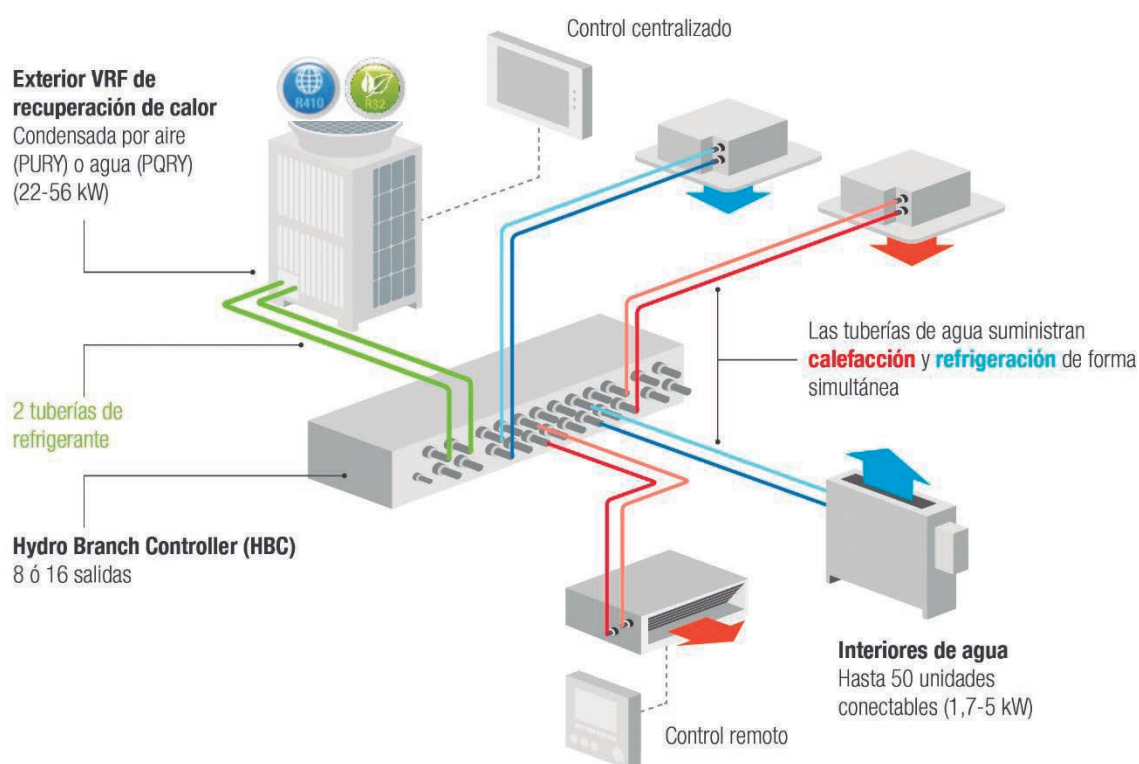 Control centralizado
R410
R32
Exterior VRF de
recuperación de calor
Condensada por aire
(PURY) o agua (PQRY)
(22-56 kW)
Las tuberías de agua suministran
calefacción y refrigeración de forma
simultánea
2 tuberías de
refrigerante
Hydro Branch Controller (HBC)
8 ó 16 salidas
Interiores de agua
Hasta 50 unidades
conectables (1,7-5 kW)
Control remoto